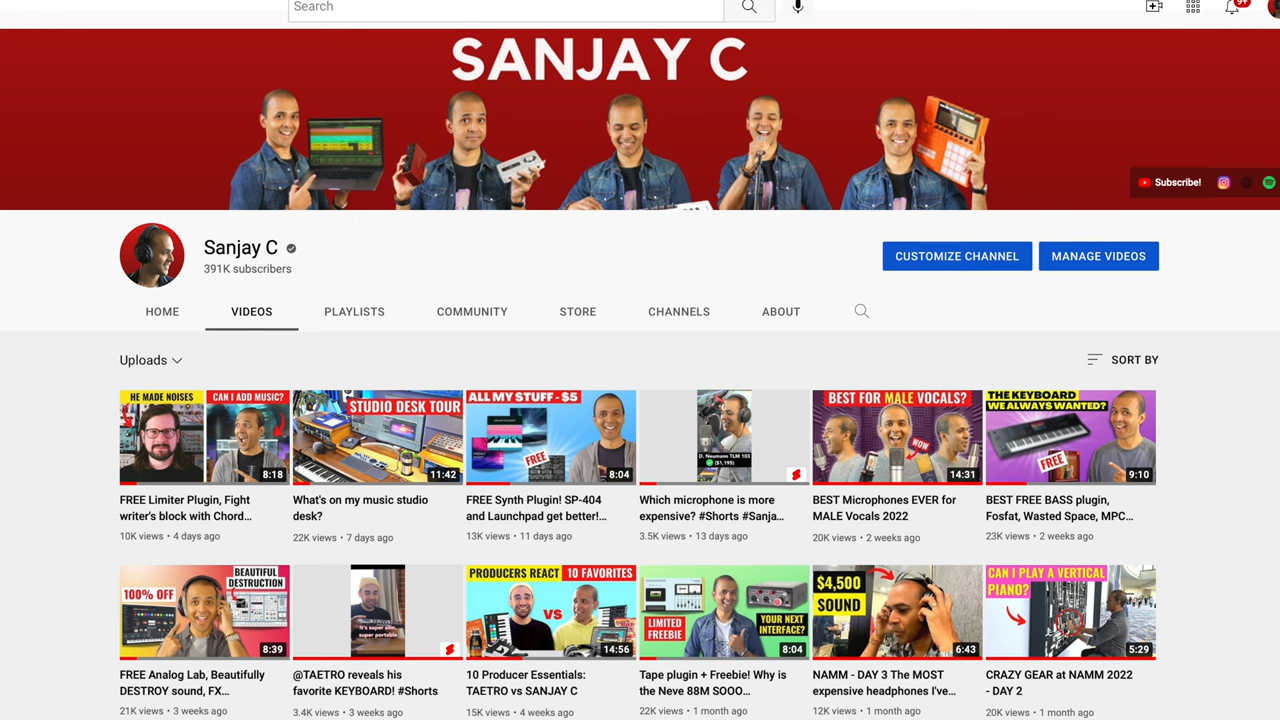 Search
9+
SANJAY C
Subscribe!
Sanjay C
391K subscribers
CUSTOMIZE CHANNEL
MANAGE VIDEOS
HOME
VIDEOS
PLAYLISTS
COMMUNITY
STORE
CHANNELS
ABOUT
Uploads
SORT BY
HE MADE NOISES
CAN I ADD MUSIC?
8:18
STUDIO DESK TOUR
11:42
ALL MY STUFF - $5
FREE
8:04
D. Neumann TLM 103
($1,195)
BEST FOR MALE VOCALS?
WOW
14:31
THE KEYBOARD
WE ALWAYS WANTED?
FREE
9:10
FREE Limiter Plugin, Fight
writer's block with Chord...
10K views • 4 days ago
What's on my music studio
desk?
22K views • 7 days ago
FREE Synth Plugin! SP-404
and Launchpad get better!...
13K views • 11 days ago
Which microphone is more
expensive? #Shorts #Sanja...
3.5K views • 13 days ago
BEST Microphones EVER for
MALE Vocals 2022
20K views • 2 weeks ago
BEST FREE BASS plugin,
Fosfat, Wasted Space, MPC...
23K views • 2 weeks ago
100% OFF
BEAUTIFUL
DESTRUCTION
8:39
It's super slim,
super portable
PRODUCERS REACT
10 FAVORITES
VS
14:56
LIMITED
FREEBIE
YOUR NEXT
INTERFACE?
8:04
$4,500
SOUND
6:43
CAN I PLAY A VERTICAL
PIANO?
5:29
FREE Analog Lab, Beautifully
DESTROY sound, FX...
21K views • 3 weeks ago
@TAETRO reveals his
favorite KEYBOARD! #Shorts
3.4K views • 3 weeks ago
10 Producer Essentials:
TAETRO vs SANJAY C
15K views • 4 weeks ago
Tape plugin + Freebie! Why is
the Neve 88M SOOO...
22K views • 1 month ago
NAMM - DAY 3 The MOST
expensive headphones I've...
12K views • 1 month ago
CRAZY GEAR at NAMM 2022
- DAY 2
20K views • 1 month ago